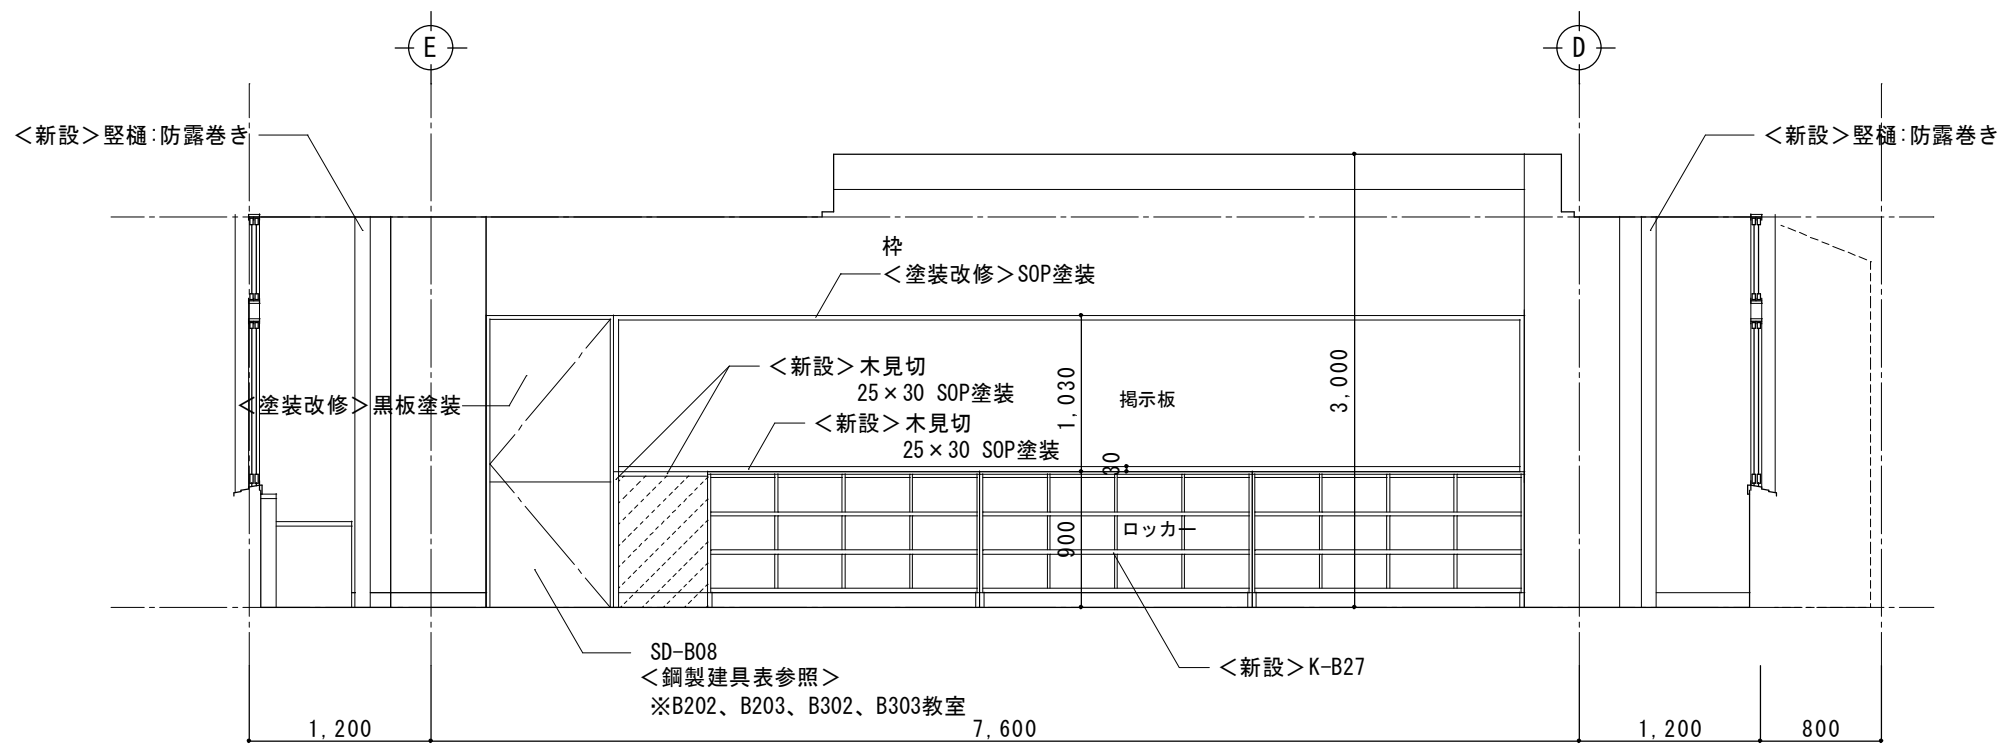 E
D
＜新設＞竪樋:防露巻き
＜新設＞竪樋:防露巻き
枠
＜塗装改修＞SOP塗装
＜新設＞木見切
25×30 SOP塗装
＜新設＞木見切
25×30 SOP塗装
＜塗装改修＞黒板塗装
1,030
掲示板
3,000
30
900
ロッカー
SD-B08
＜鋼製建具表参照＞
※B202、B203、B302、B303教室
＜新設＞K-B27
1,200
7,600
1,200
800